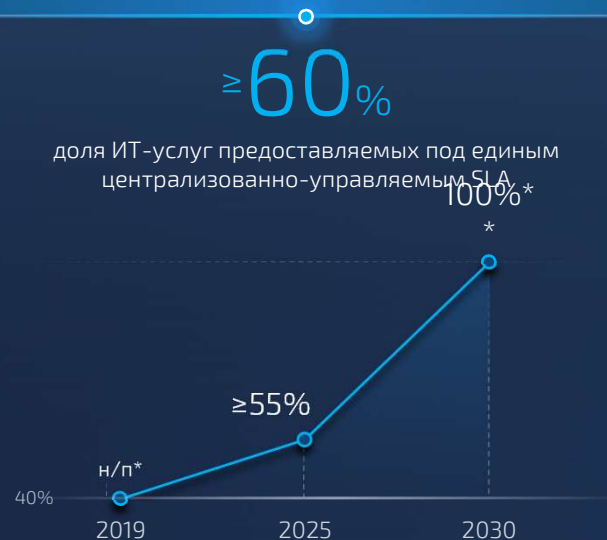 ≥60%
доля ИТ-услуг предоставляемых под единым
централизованно-управляемым SLA
100%*
*
≥55%
н/п*
40%
2019 2025 2030